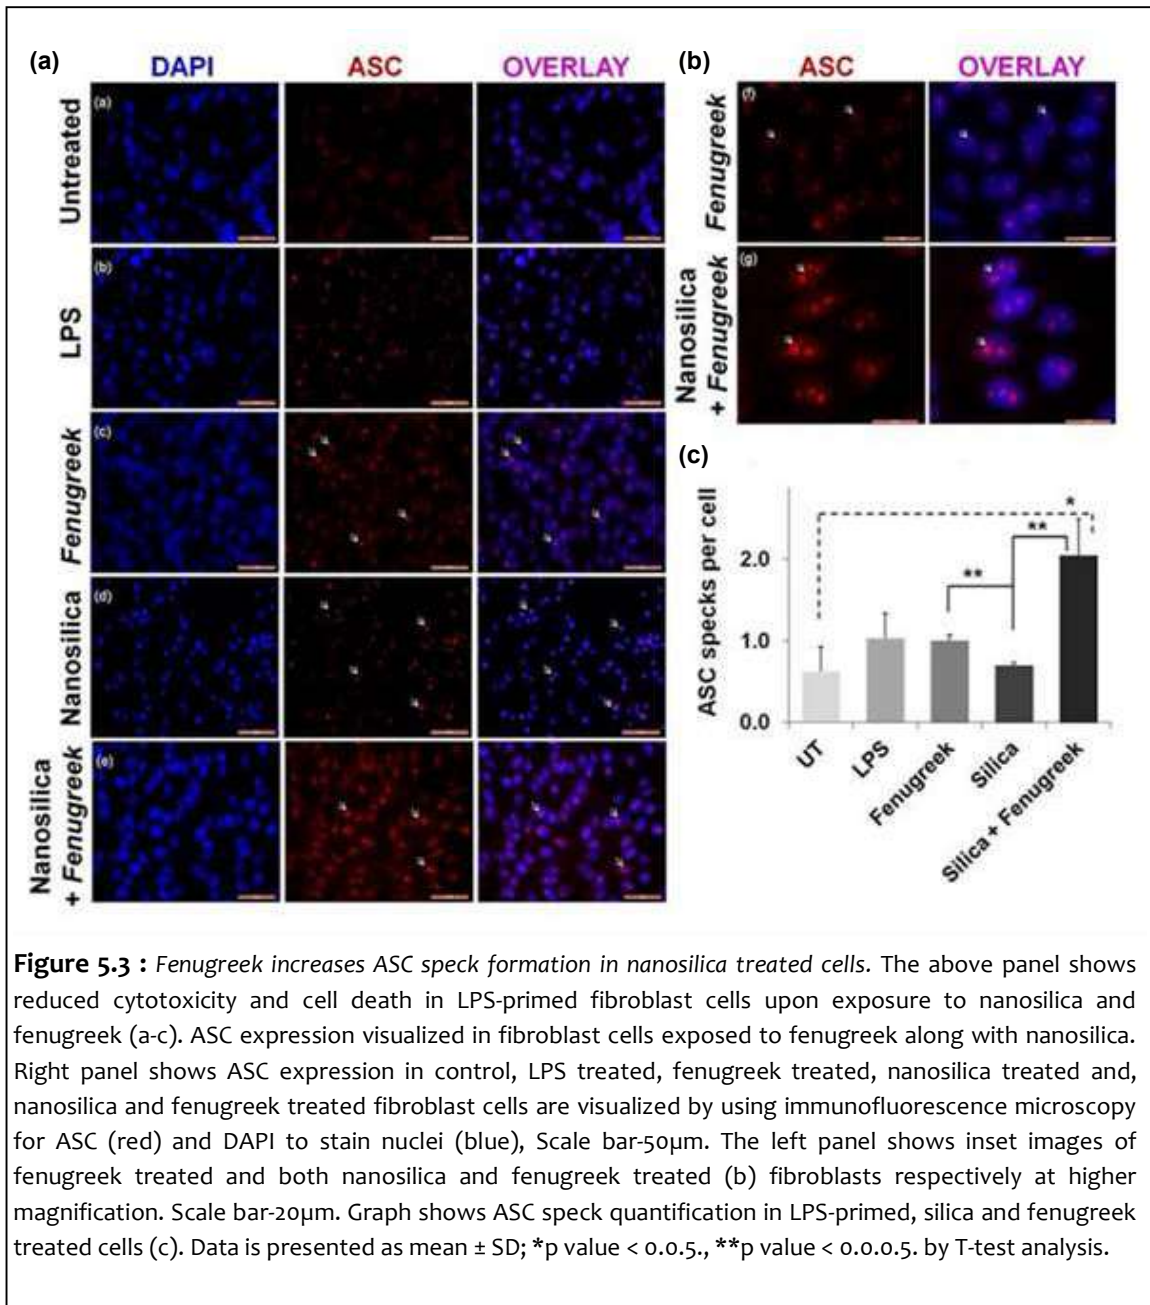 (a)
DAPI
ASC
OVERLAY
(b)
ASC
OVERLAY
Untreated
(a)
LPS
(b)
Fenugreek
(c)
Nanosilica
(d)
Nanosilica
+ Fenugreek
(e)
Fenugreek
(f)
Nanosilica
+ Fenugreek
(g)
(c)
ASC specks per cell
2.0
1.0
0.0
*
**
**
UT
LPS
Fenugreek
Silica
Silica + Fenugreek
Figure 5.3 : Fenugreek increases ASC speck formation in nanosilica treated cells. The above panel shows
reduced cytotoxicity and cell death in LPS-primed fibroblast cells upon exposure to nanosilica and
fenugreek (a-c). ASC expression visualized in fibroblast cells exposed to fenugreek along with nanosilica.
Right panel shows ASC expression in control, LPS treated, fenugreek treated, nanosilica treated and,
nanosilica and fenugreek treated fibroblast cells are visualized by using immunofluorescence microscopy
for ASC (red) and DAPI to stain nuclei (blue), Scale bar-50µm. The left panel shows inset images of
fenugreek treated and both nanosilica and fenugreek treated (b) fibroblasts respectively at higher
magnification. Scale bar-20µm. Graph shows ASC speck quantification in LPS-primed, silica and fenugreek
treated cells (c). Data is presented as mean ± SD; *p value < 0.0.5., **p value < 0.0.0.5. by T-test analysis.